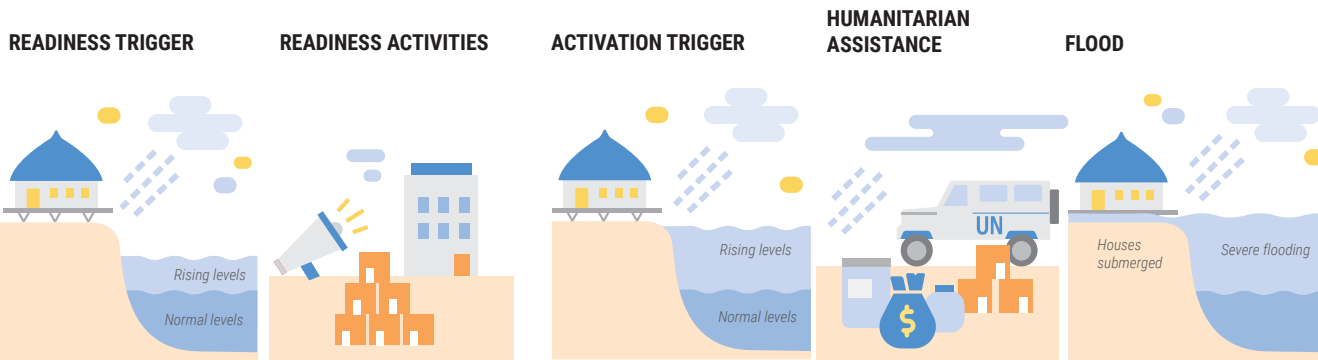 READINESS TRIGGER
Rising levels
Normal levels
READINESS ACTIVITIES
ACTIVATION TRIGGER
Rising levels
Normal levels
HUMANITARIAN
ASSISTANCE
UN
$
FLOOD
Houses
submerged
Severe flooding